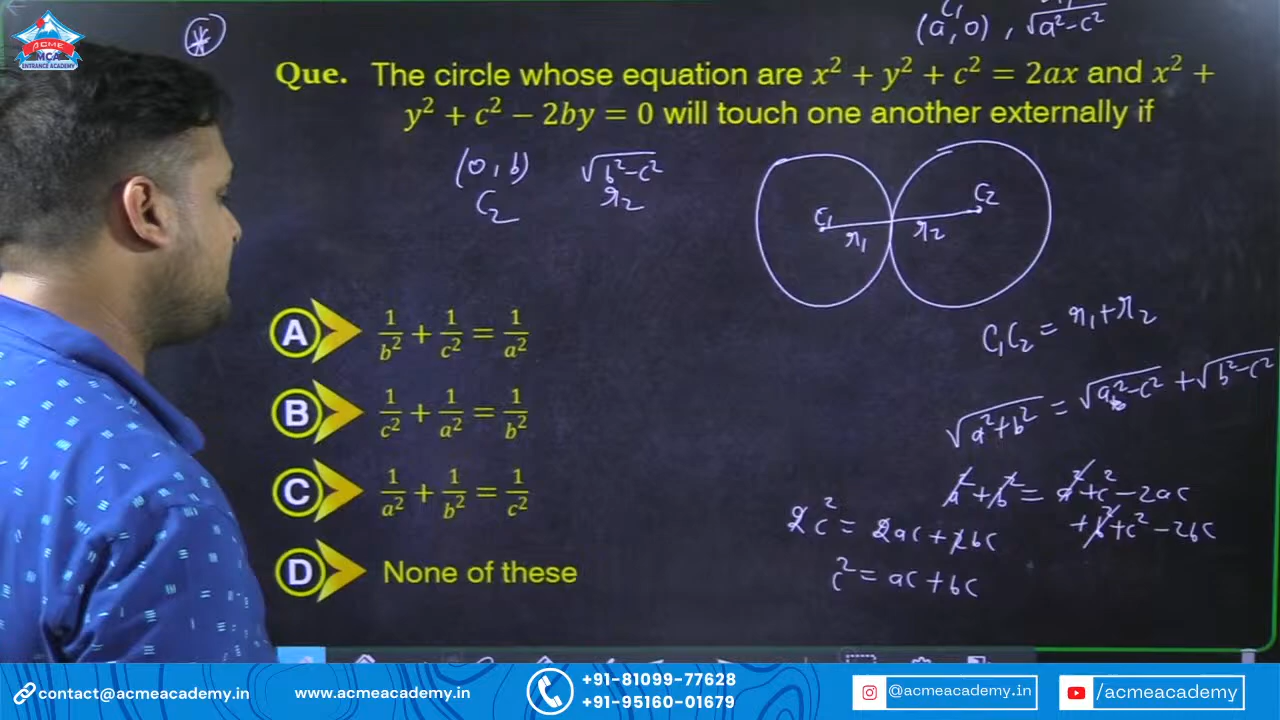 ACME
MCA
ENTRANCE ACADEMY
C₁
(a, 0) , √a²-c²
Que. The circle whose equation are x² + y² + c² = 2ax and x² +
y² + c² − 2by = 0 will touch one another externally if
(0, b) √b²-c²
C₂ r₂
C₁ C₂
r₁ r₂
A 1/b² + 1/c² = 1/a²
B 1/c² + 1/a² = 1/b²
C 1/a² + 1/b² = 1/c²
D None of these
C₁C₂ = r₁+r₂
√a²+b² = √a²-c² + √b²-c²
a²+b² = a²+c²-2ac
+b²+c²-2bc
2c² = 2ac+2bc
c² = ac+bc
contact@acmeacademy.in
www.acmeacademy.in
+91-81099-77628
+91-95160-01679
@acmeacademy.in
/acmeacademy